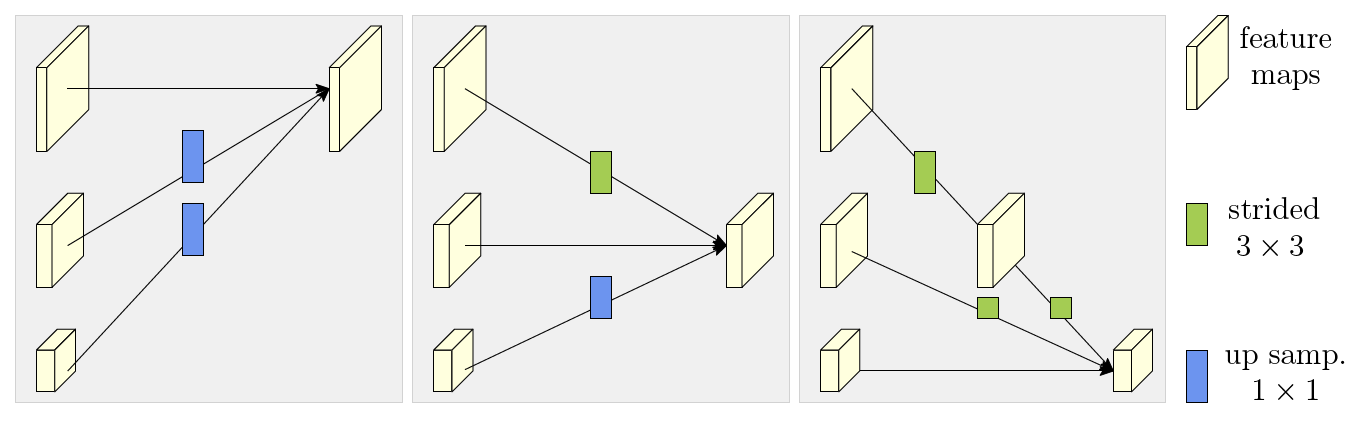 feature
maps
strided
3 × 3
up samp.
1 × 1